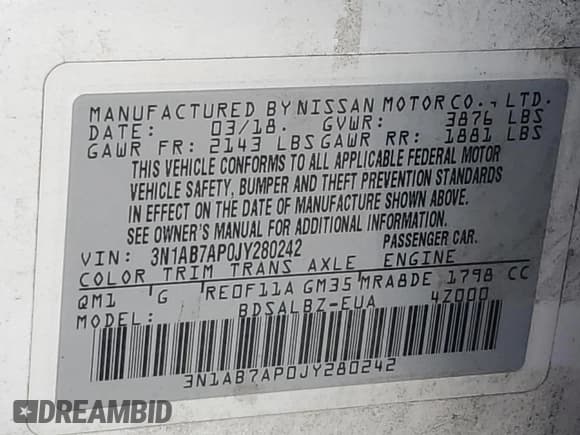 MANUFACTURED BY NISSAN MOTOR CO., LTD.
DATE: 03/18. GVWR: 3876 LBS
GAWR FR: 2143 LBS GAWR RR: 1881 LBS
THIS VEHICLE CONFORMS TO ALL APPLICABLE FEDERAL MOTOR
VEHICLE SAFETY, BUMPER AND THEFT PREVENTION STANDARDS
IN EFFECT ON THE DATE OF MANUFACTURE SHOWN ABOVE.
SEE OWNER'S MANUAL FOR ADDITIONAL INFORMATION.
VIN: 3N1AB7AP0JY280242 PASSENGER CAR.
COLOR TRIM TRANS AXLE ENGINE
QM1 G RE0F11A GM35 MRA8DE 1798 CC
MODEL: BDSALBZ-EUA 4Z000
3N1AB7AP0JY280242
DREAMBID